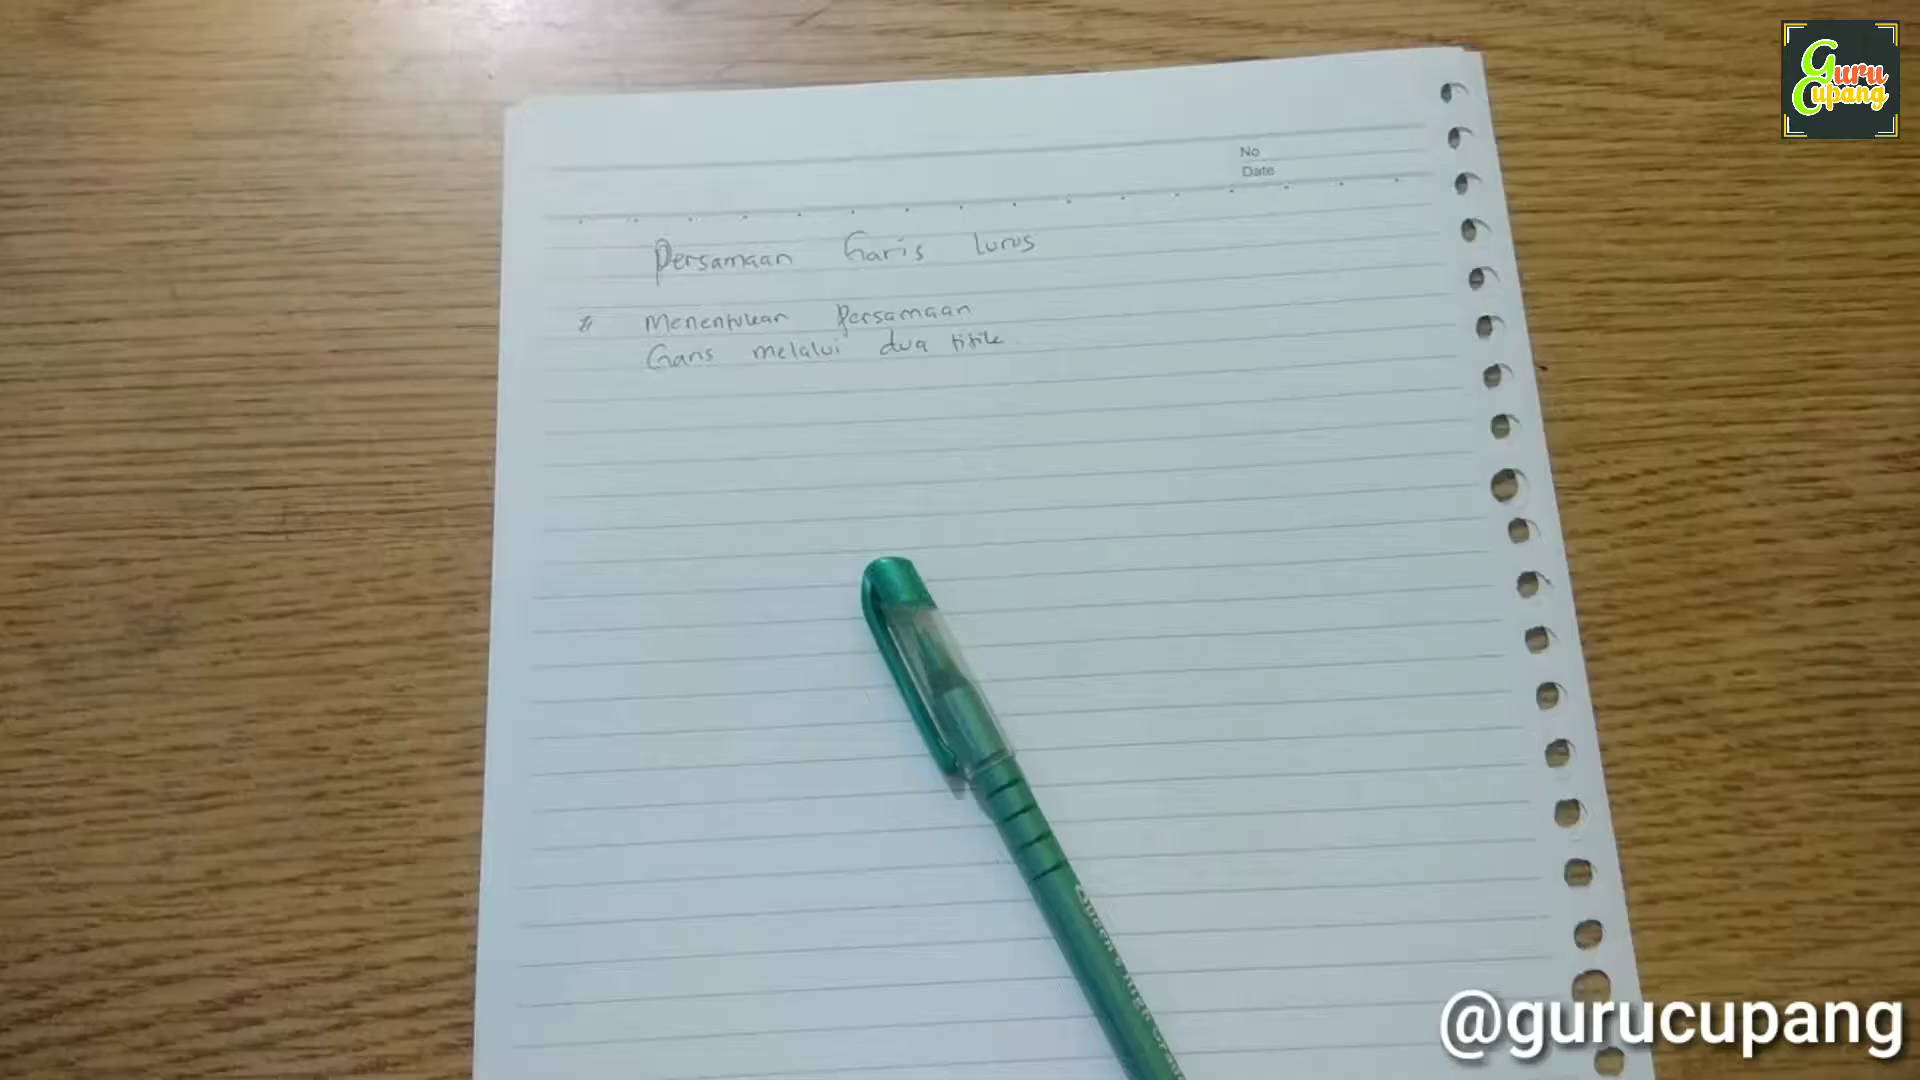 Guru
Cupang
No
Date
Persamaan Garis lurus
# Menentukan Persamaan
Garis melalui dua titik.
@gurucupang